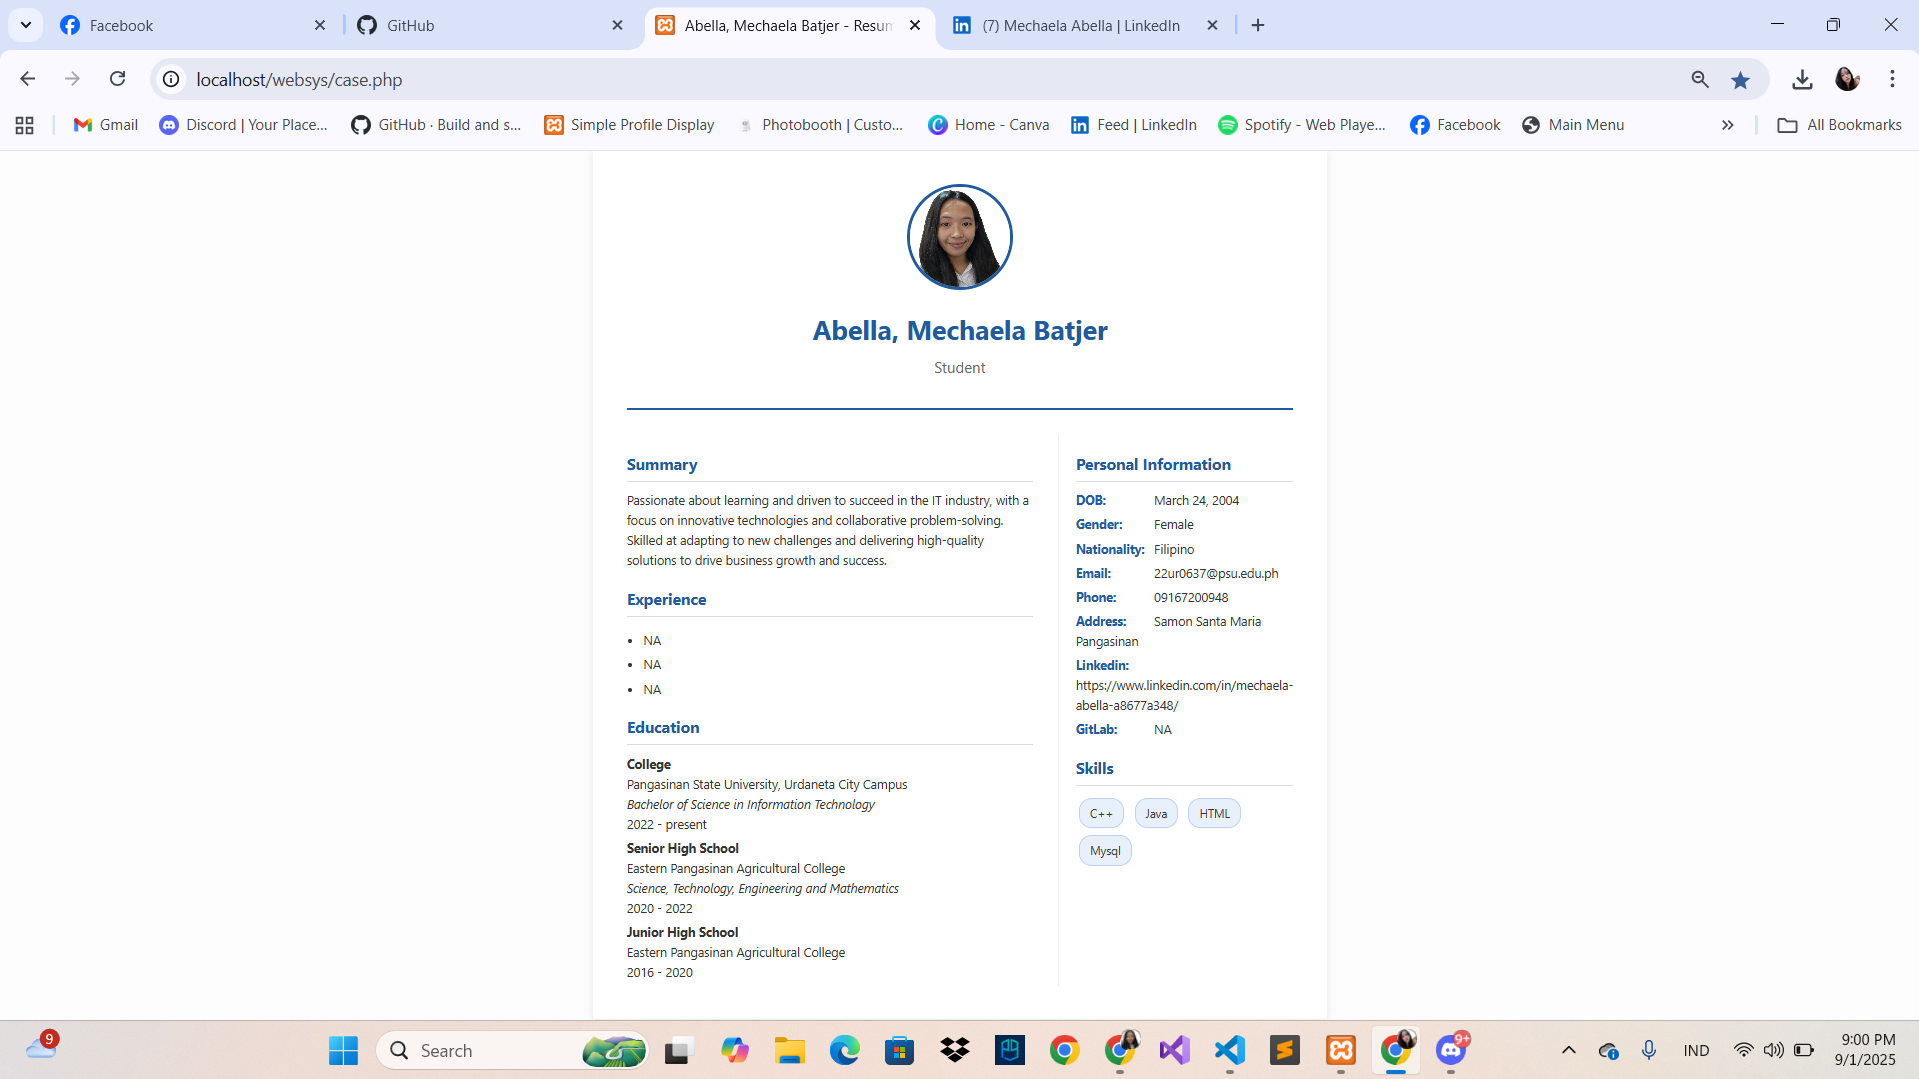 Facebook
GitHub
Abella, Mechaela Batjer - Resum
(7) Mechaela Abella | LinkedIn
localhost/websys/case.php
Gmail
Discord | Your Place...
GitHub · Build and s...
Simple Profile Display
Photobooth | Custo...
Home - Canva
Feed | LinkedIn
Spotify - Web Playe...
Facebook
Main Menu
All Bookmarks
Abella, Mechaela Batjer
Student
Summary
Passionate about learning and driven to succeed in the IT industry, with a
focus on innovative technologies and collaborative problem-solving.
Skilled at adapting to new challenges and delivering high-quality
solutions to drive business growth and success.
Experience
• NA
• NA
• NA
Education
College
Pangasinan State University, Urdaneta City Campus
Bachelor of Science in Information Technology
2022 - present
Senior High School
Eastern Pangasinan Agricultural College
Science, Technology, Engineering and Mathematics
2020 - 2022
Junior High School
Eastern Pangasinan Agricultural College
2016 - 2020
Personal Information
DOB: March 24, 2004
Gender: Female
Nationality: Filipino
Email: 22ur0637@psu.edu.ph
Phone: 09167200948
Address: Samon Santa Maria
Pangasinan
Linkedin:
https://www.linkedin.com/in/mechaela-
abella-a8677a348/
GitLab: NA
Skills
C++ Java HTML
Mysql
9
Search
9+
IND
9:00 PM
9/1/2025